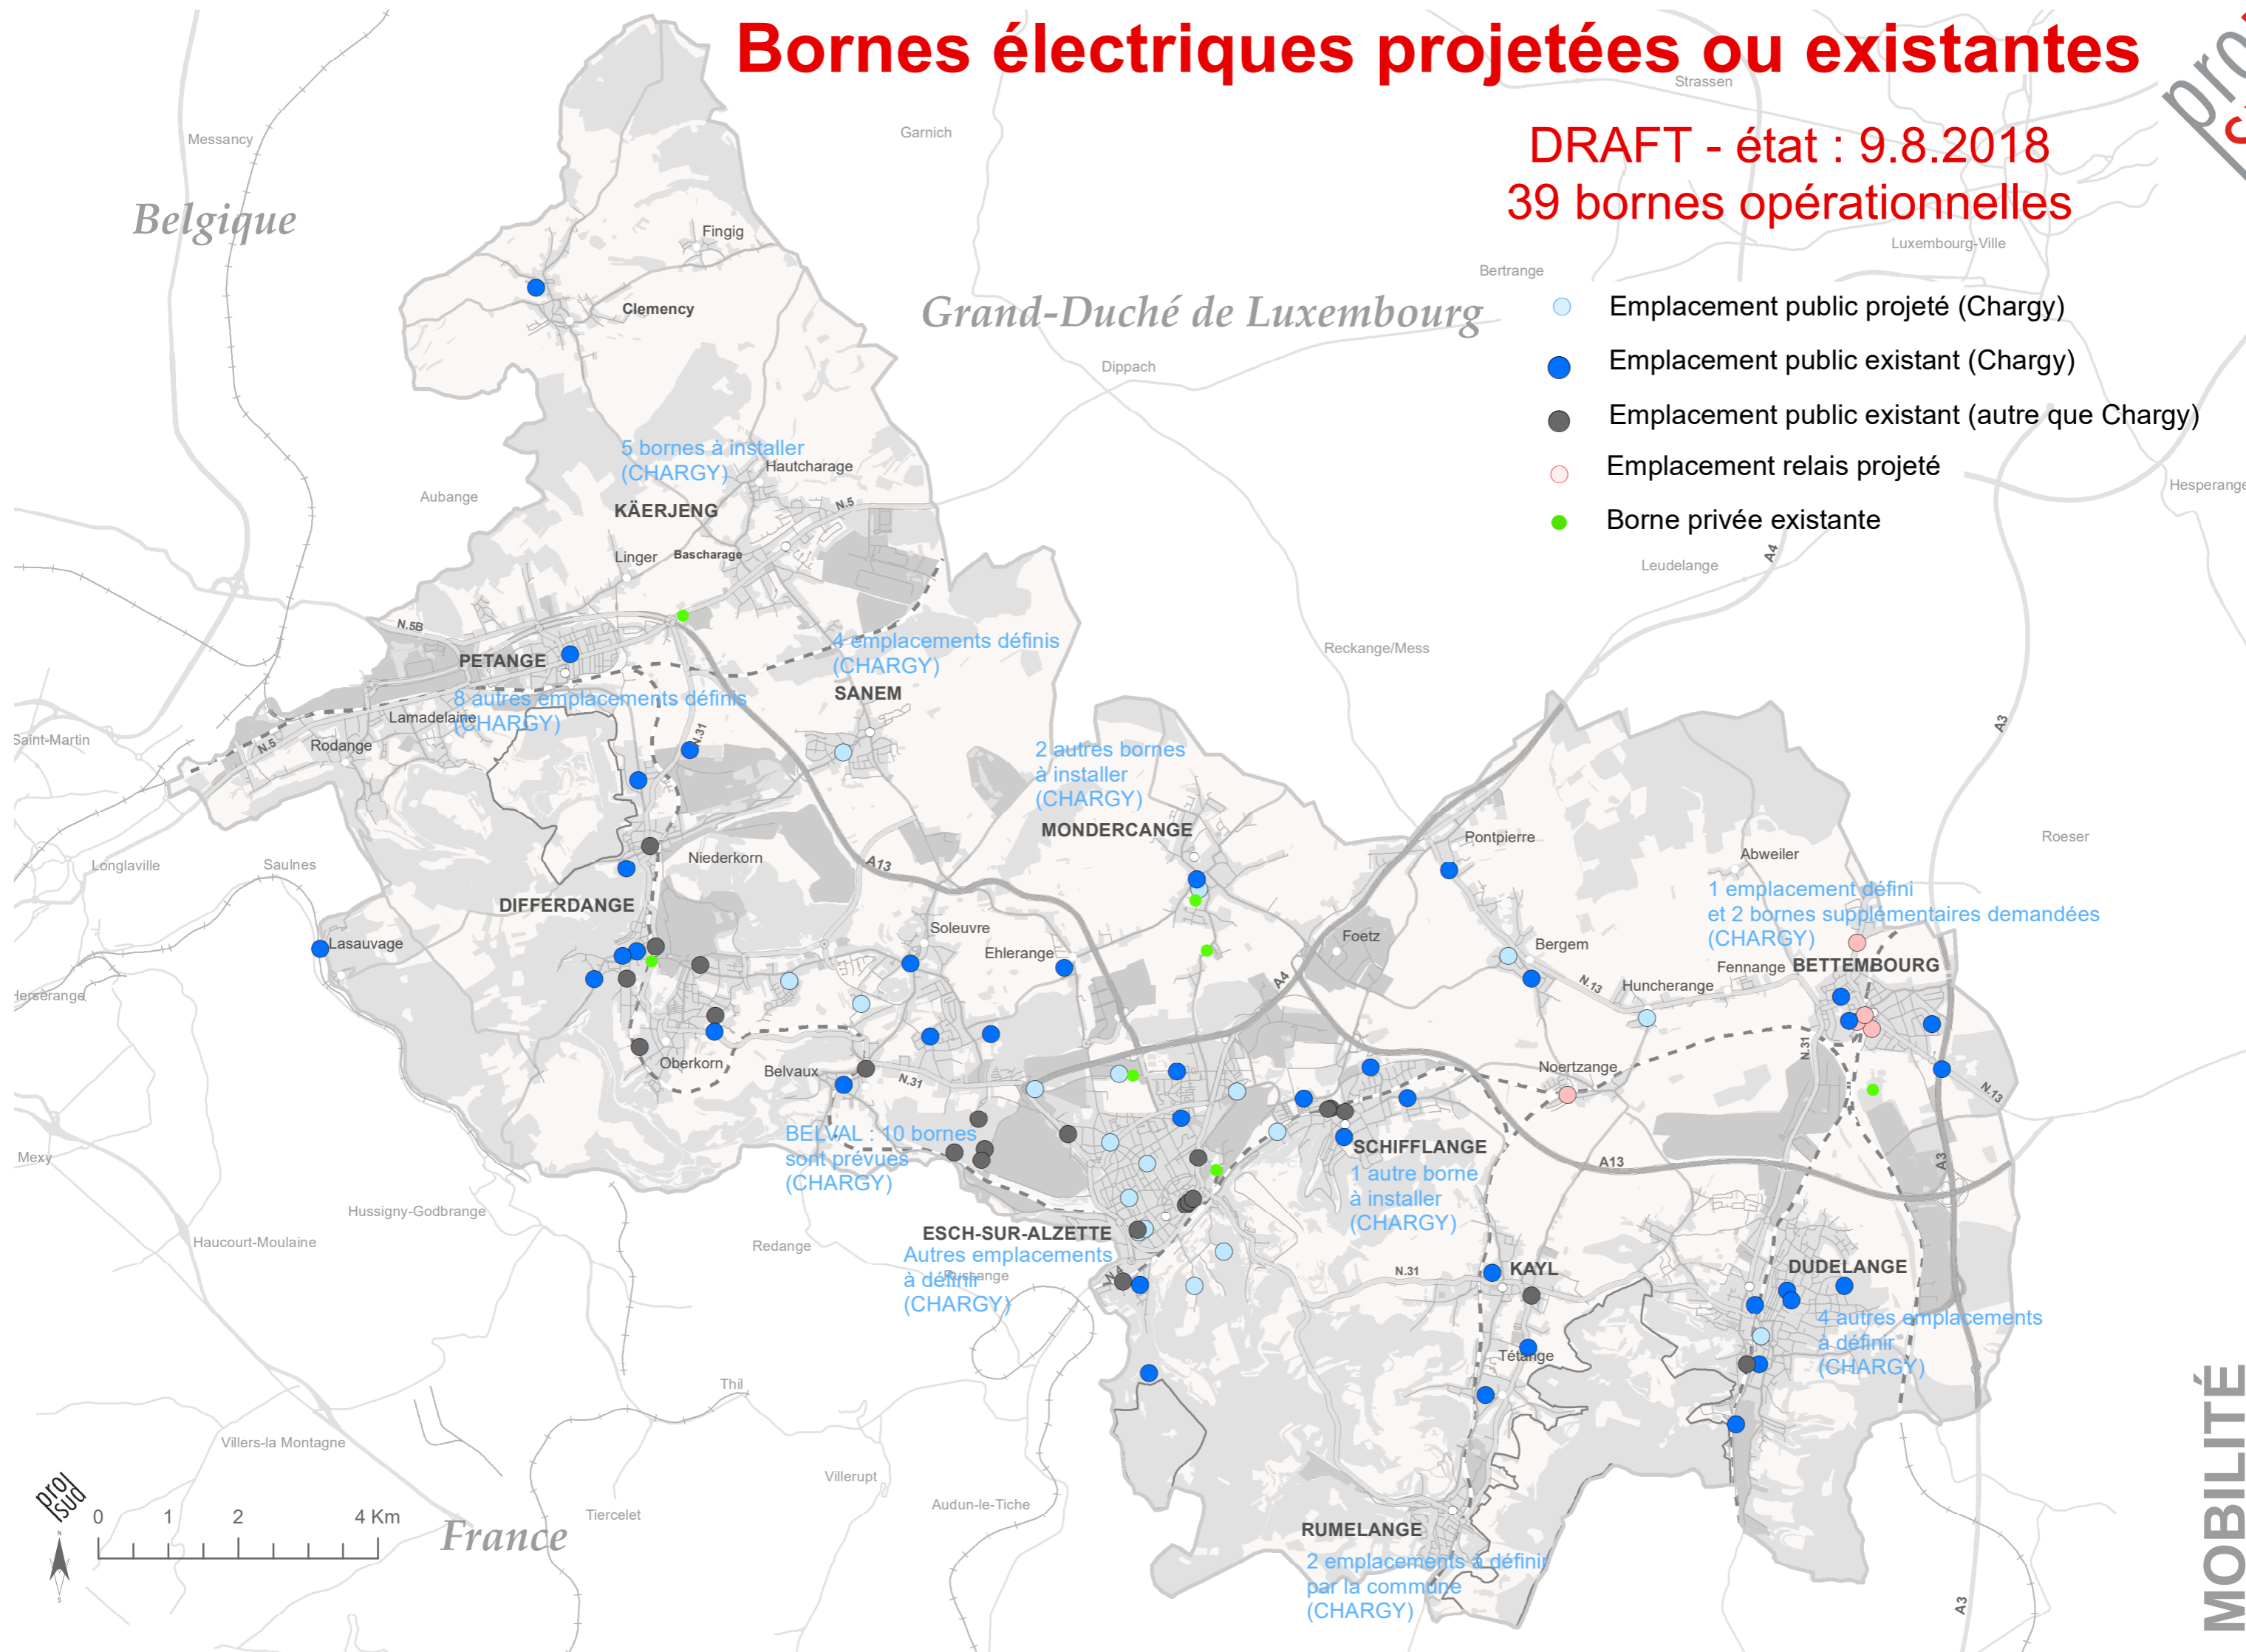 Bornes électriques projetées ou existantes
DRAFT - état : 9.8.2018
39 bornes opérationnelles
Emplacement public projeté (Chargy)
Emplacement public existant (Chargy)
Emplacement public existant (autre que Chargy)
Emplacement relais projeté
Borne privée existante
Strassen
Garnich
Messancy
Belgique
Fingig
Luxembourg-Ville
Bertrange
Clemency
Grand-Duché de Luxembourg
Dippach
5 bornes à installer
(CHARGY)
Hautcharage
Aubange
Hesperange
KÄERJENG
N.5
Linger
Bascharage
A4
Leudelange
N.5B
PETANGE
4 emplacements définis
(CHARGY)
Reckange/Mess
SANEM
8 autres emplacements définis
(CHARGY)
Lamadelaine
Rodange
N.5
Saint-Martin
N.31
A3
2 autres bornes
à installer
(CHARGY)
MONDERCANGE
Pontpierre
Roeser
Longlaville
Saulnes
Niederkorn
A13
Abweiler
1 emplacement défini
et 2 bornes supplémentaires demandées
(CHARGY)
DIFFERDANGE
Lasauvage
Soleuvre
Ehlerange
Foetz
Bergem
Fennange
BETTEMBOURG
Herserange
A4
N.13
Huncherange
Oberkorn
Belvaux
N.31
Noertzange
N.31
N.13
BELVAL : 10 bornes
sont prévues
(CHARGY)
SCHIFFLANGE
1 autre borne
à installer
(CHARGY)
A13
A3
Mexy
Hussigny-Godbrange
Haucourt-Moulaine
Redange
ESCH-SUR-ALZETTE
Autres emplacements
à définir
(CHARGY)
Russange
N.4
N.31
KAYL
DUDELANGE
4 autres emplacements
à définir
(CHARGY)
Tétange
Thil
Villers-la Montagne
Villerupt
Audun-le-Tiche
Tiercelet
France
RUMELANGE
2 emplacements à définir
par la commune
(CHARGY)
A3
pro
sud
0 1 2 4 Km
N
S
MOBILITÉ